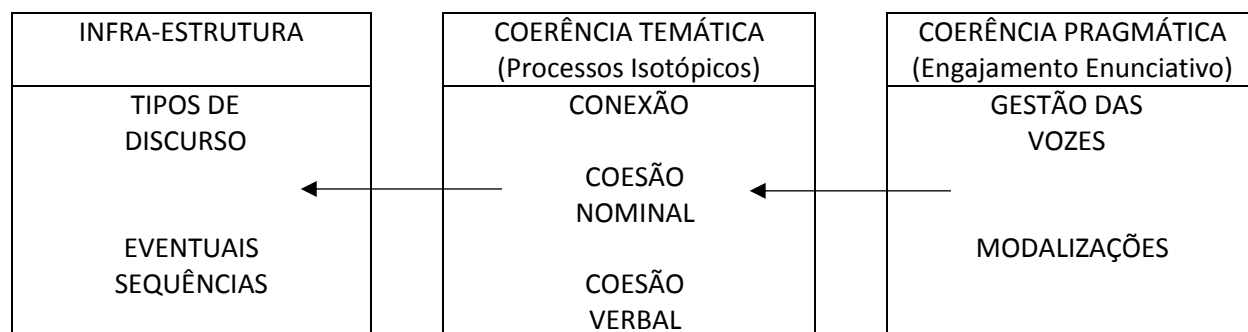 INFRA-ESTRUTURA
TIPOS DE
DISCURSO
EVENTUAIS
SEQUÊNCIAS
COERÊNCIA TEMÁTICA
(Processos Isotópicos)
CONEXÃO
COESÃO
NOMINAL
COESÃO
VERBAL
COERÊNCIA PRAGMÁTICA
(Engajamento Enunciativo)
GESTÃO DAS
VOZES
MODALIZAÇÕES